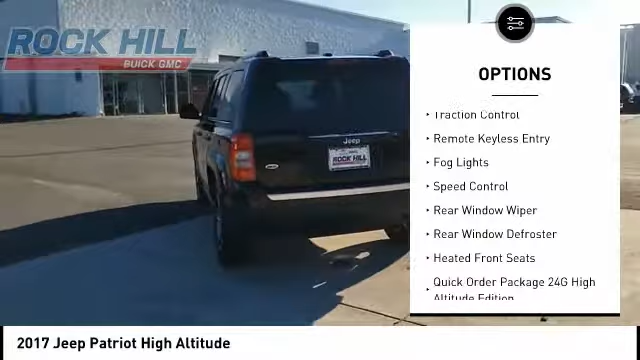 ROCK HILL
BUICK GMC
OPTIONS
Traction Control
Remote Keyless Entry
Fog Lights
Speed Control
Rear Window Wiper
Rear Window Defroster
Heated Front Seats
Quick Order Package 24G High
Altitude Edition
Jeep
ROCK HILL
2017 Jeep Patriot High Altitude